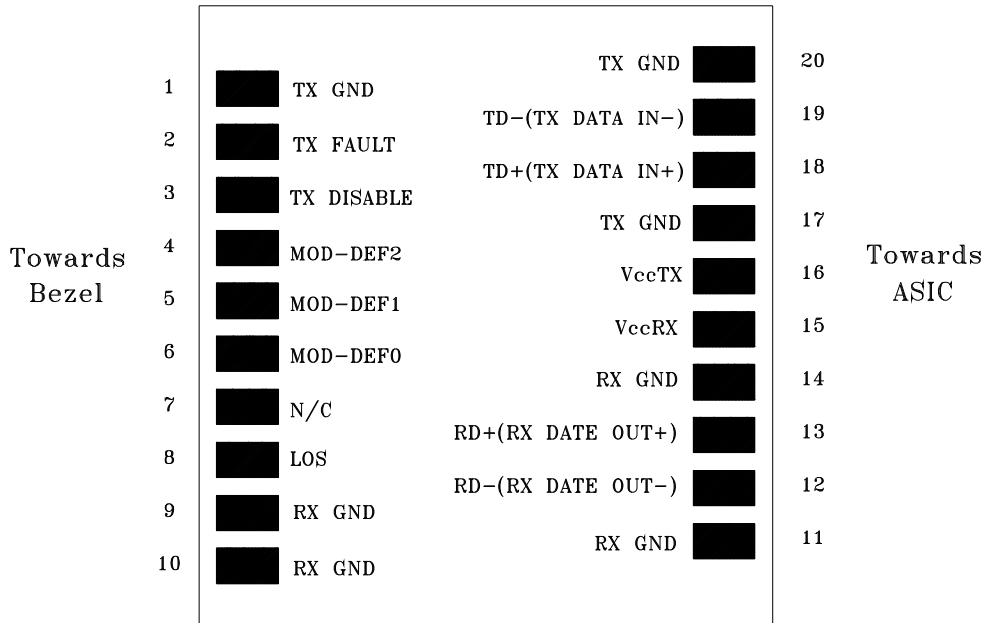 1 TX GND
2 TX FAULT
3 TX DISABLE
4 MOD-DEF2
5 MOD-DEF1
6 MOD-DEF0
7 N/C
8 LOS
9 RX GND
10 RX GND
Towards
Bezel
TX GND 20
TD-(TX DATA IN-) 19
TD+(TX DATA IN+) 18
TX GND 17
VccTX 16
VccRX 15
RX GND 14
RD+(RX DATE OUT+) 13
RD-(RX DATE OUT-) 12
RX GND 11
Towards
ASIC